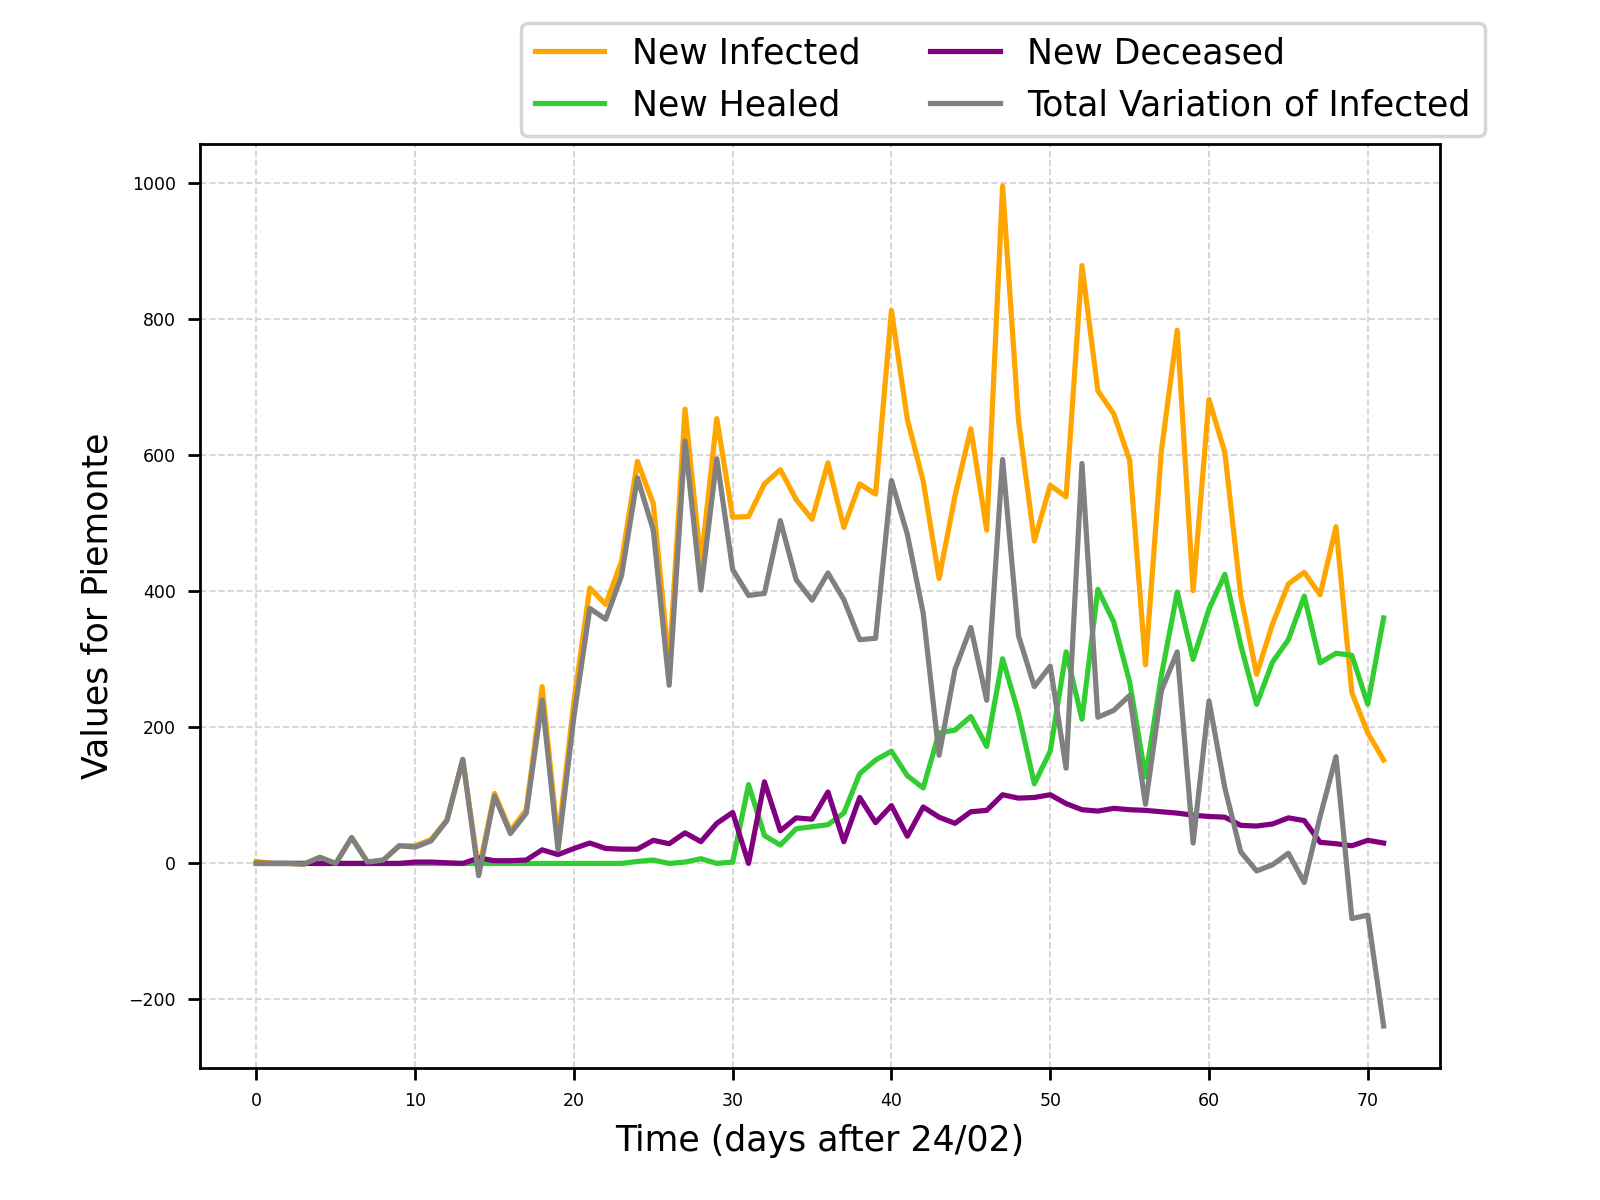 New Infected
New Healed
New Deceased
Total Variation of Infected
1000
800
600
400
200
0
−200
Values for Piemonte
0 10 20 30 40 50 60 70
Time (days after 24/02)